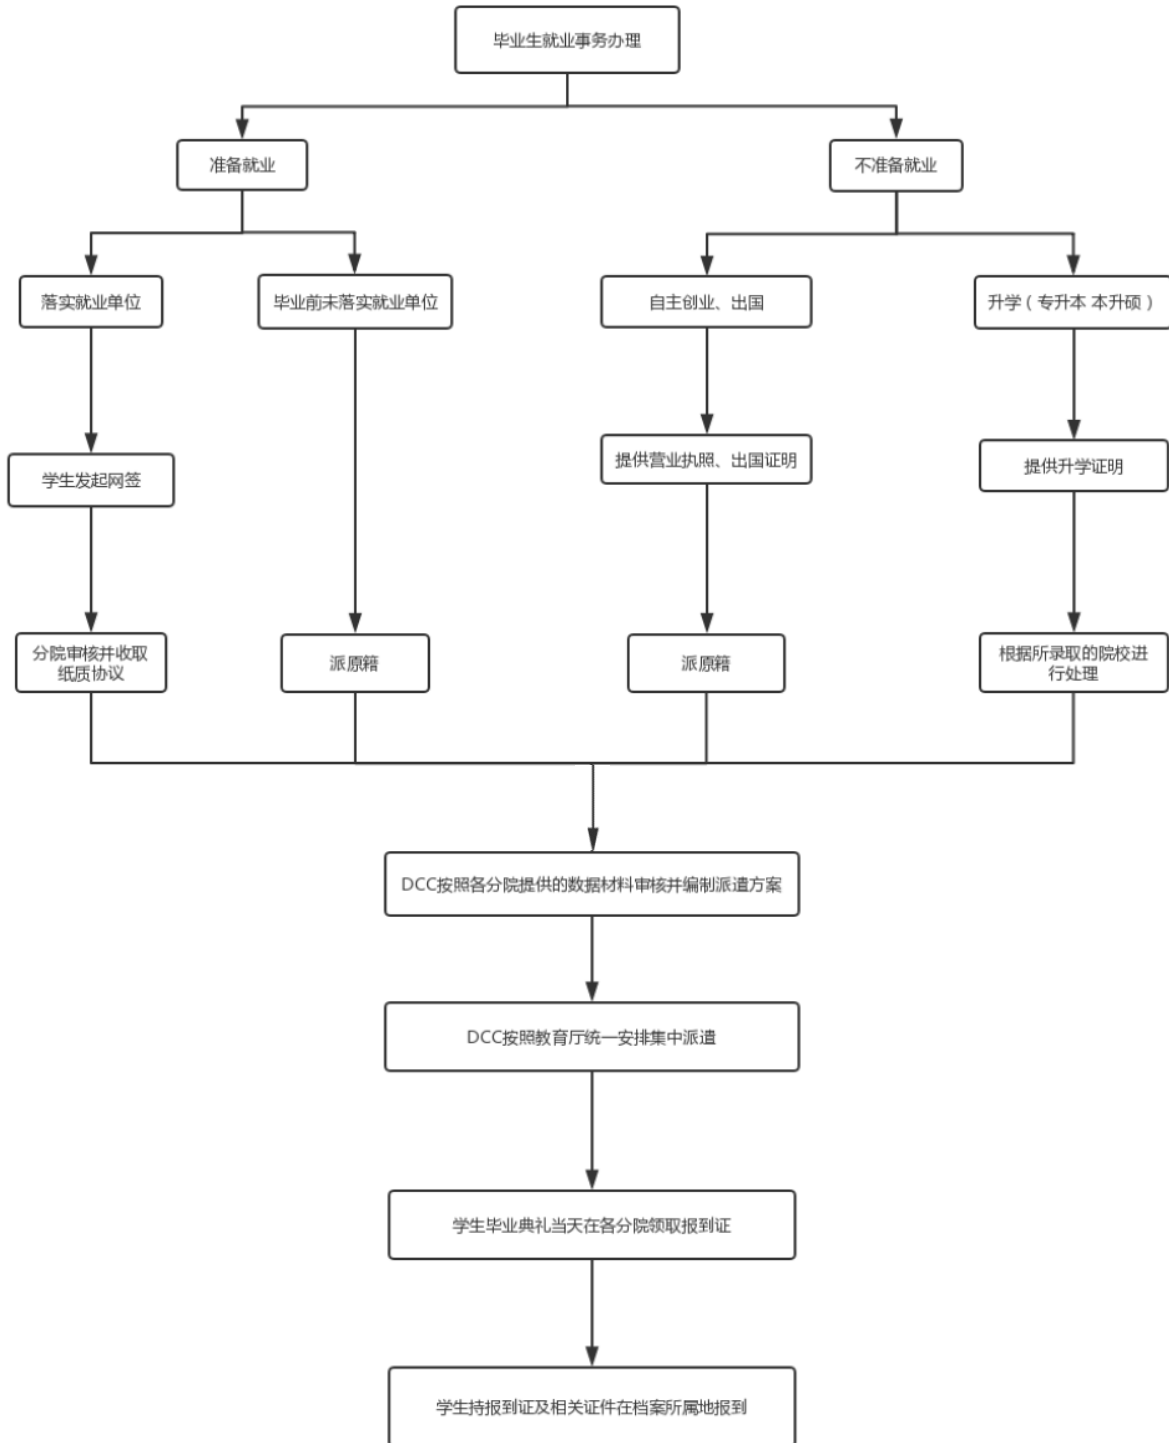 毕业生就业事务办理
准备就业
不准备就业
落实就业单位
毕业前未落实就业单位
自主创业、出国
升学（专升本 本升硕）
学生发起网签
提供营业执照、出国证明
提供升学证明
分院审核并收取
纸质协议
派原籍
派原籍
根据所录取的院校进
行处理
DCC按照各分院提供的数据材料审核并编制派遣方案
DCC按照教育厅统一安排集中派遣
学生毕业典礼当天在各分院领取报到证
学生持报到证及相关证件在档案所属地报到